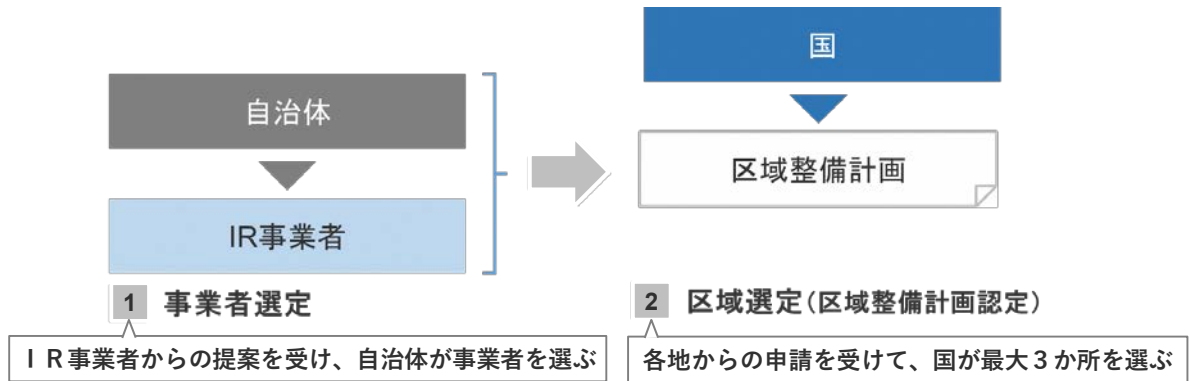 自治体
IR事業者
1 事業者選定
ＩＲ事業者からの提案を受け、自治体が事業者を選ぶ
国
区域整備計画
2 区域選定(区域整備計画認定)
各地からの申請を受けて、国が最大３か所を選ぶ